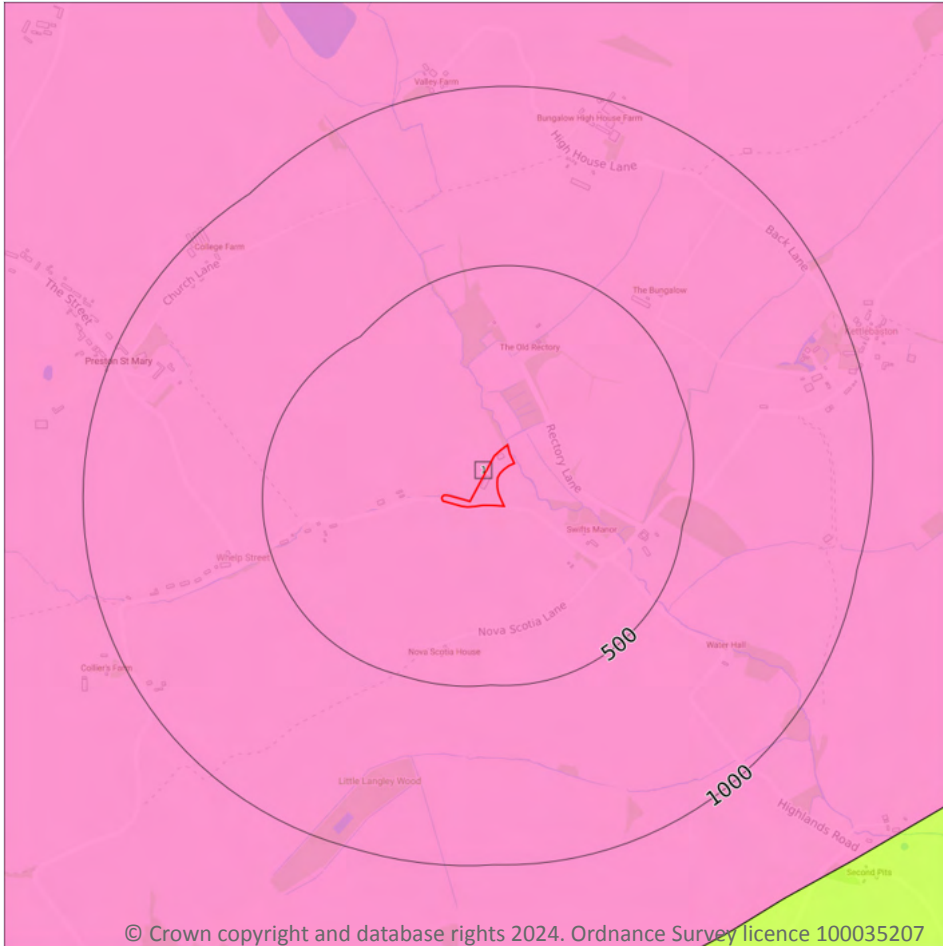 Valley Farm
Bungalow High House Farm
High House Lane
Back Lane
College Farm
Church Lane
The Street
The Bungalow
Kettlebaston
The Old Rectory
Preston St Mary
Rectory Lane
1
Swifts Manor
Whelp Street
Nova Scotia Lane
500
Nova Scotia House
Water Hall
Collier's Farm
Little Langley Wood
1000
Highlands Road
Second Pits
© Crown copyright and database rights 2024. Ordnance Survey licence 100035207